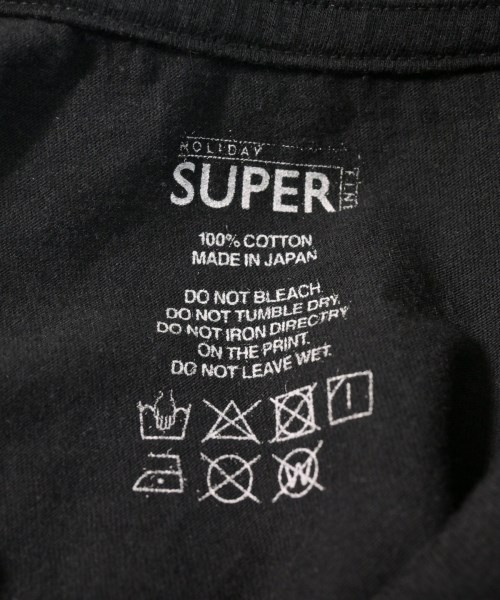 HOLIDAY
SUPER
FINE
100% COTTON
MADE IN JAPAN
DO NOT BLEACH.
DO NOT TUMBLE DRY.
DO NOT IRON DIRECTRY
ON THE PRINT.
DO NOT LEAVE WET.
W